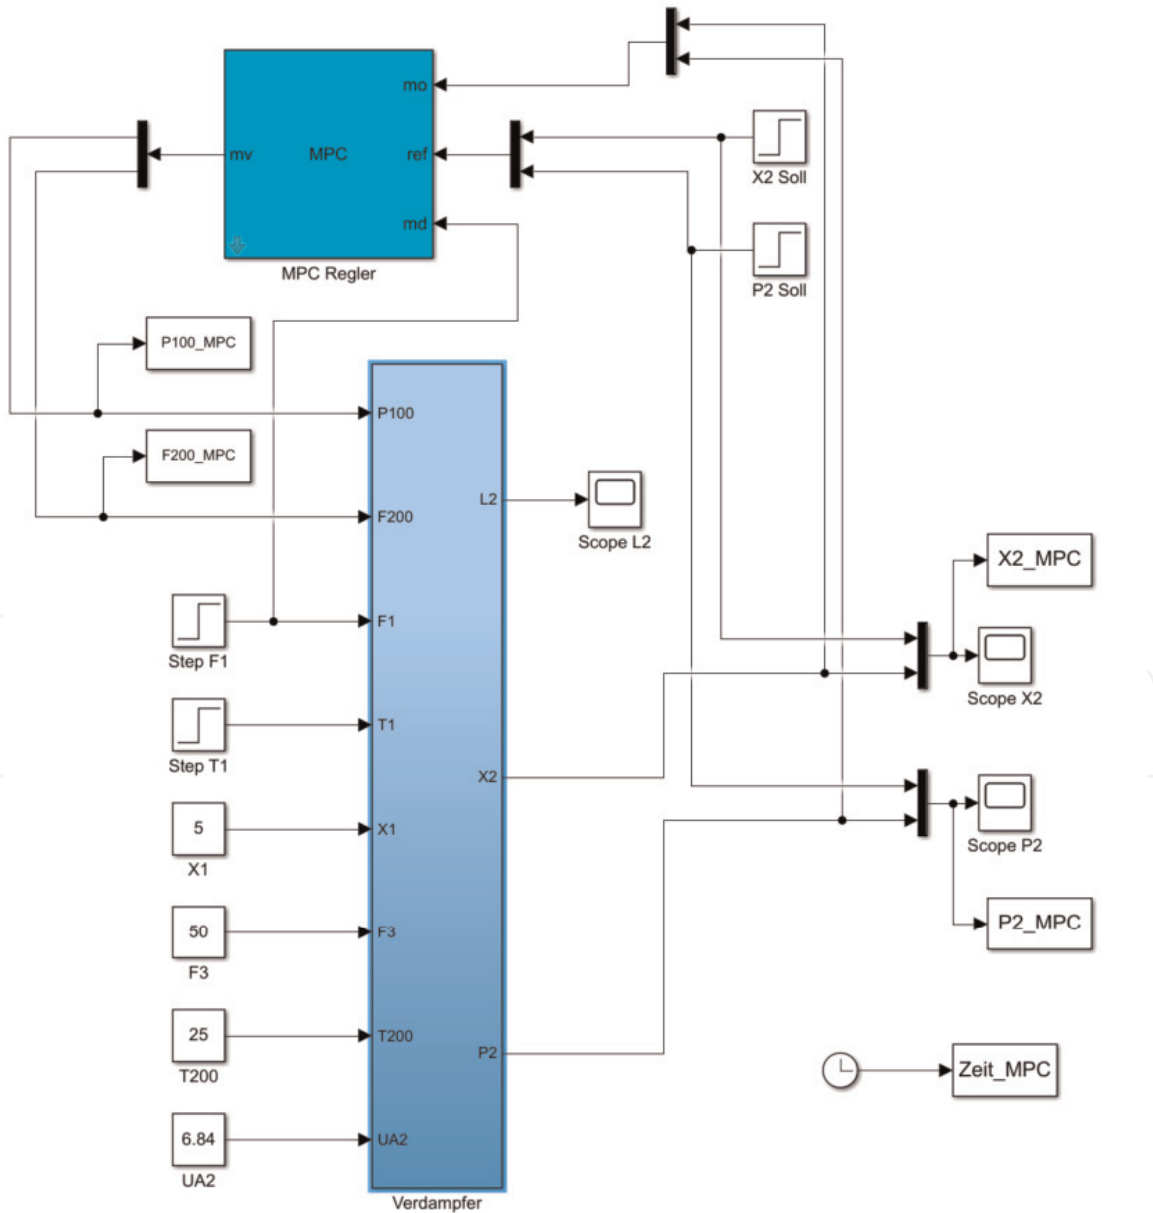 mo
mv
MPC
ref
md
MPC Regler
X2 Soll
P2 Soll
P100_MPC
F200_MPC
P100
F200
F1
T1
X1
F3
T200
UA2
L2
X2
P2
Verdampfer
Step F1
Step T1
5
X1
50
F3
25
T200
6.84
UA2
Scope L2
X2_MPC
Scope X2
Scope P2
P2_MPC
Zeit_MPC